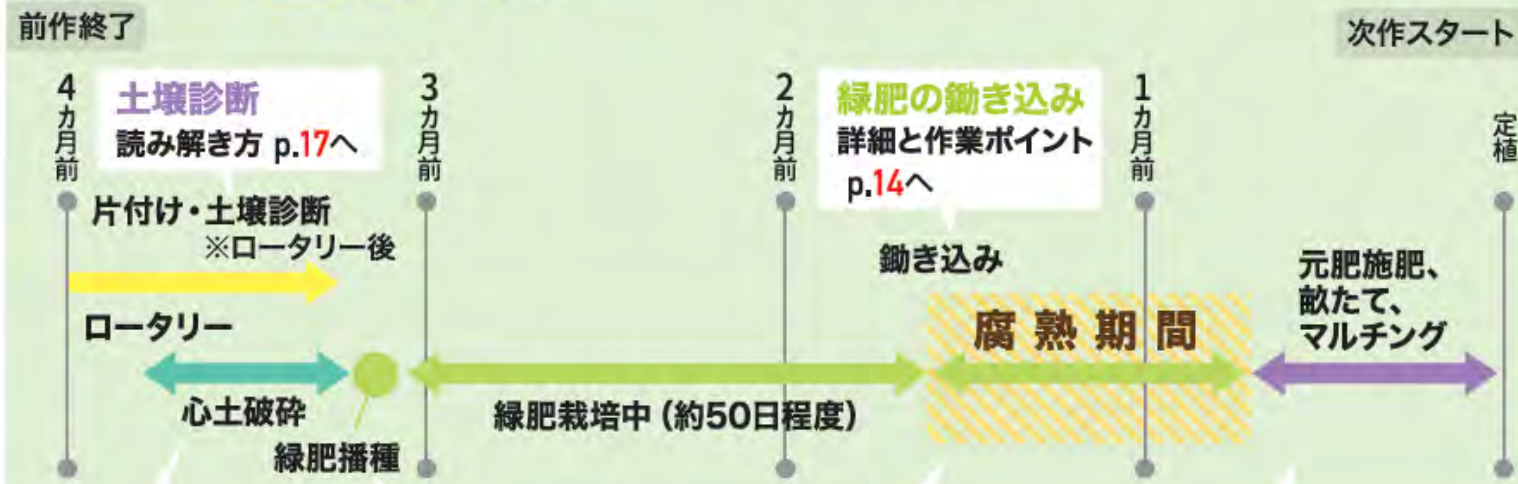 前作終了
次作スタート
4カ月前
土壌診断
読み解き方 p.17へ
3カ月前
2カ月前
緑肥の鋤き込み
詳細と作業ポイント
p.14へ
1カ月前
定植
片付け・土壌診断
※ロータリー後
鋤き込み
元肥施肥、
畝たて、
マルチング
ロータリー
腐熟期間
心土破砕
緑肥栽培中（約50日程度）
緑肥播種